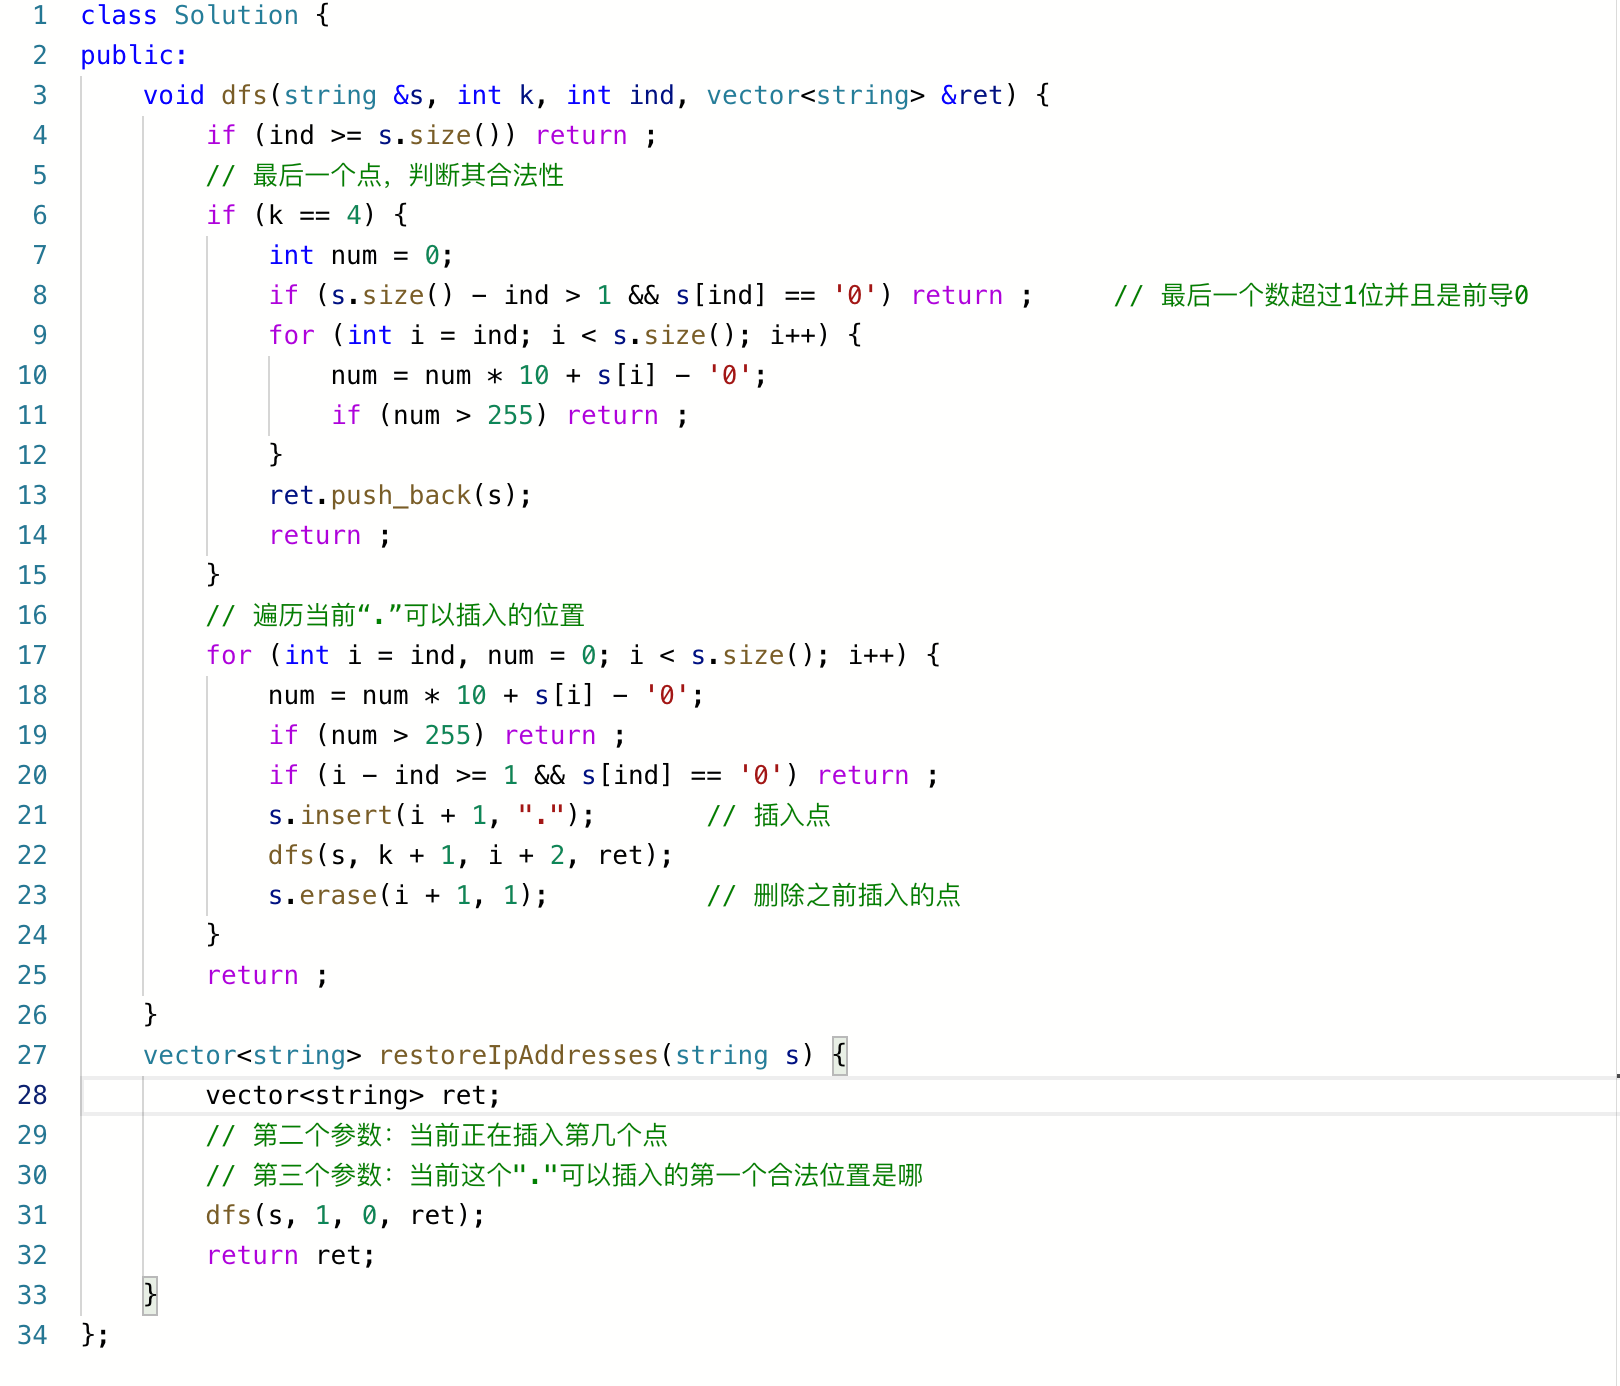 1 class Solution {
2 public:
3     void dfs(string &s, int k, int ind, vector<string> &ret) {
4         if (ind >= s.size()) return ;
5         // 最后一个点，判断其合法性
6         if (k == 4) {
7             int num = 0;
8             if (s.size() - ind > 1 && s[ind] == '0') return ;     // 最后一个数超过1位并且是前导0
9             for (int i = ind; i < s.size(); i++) {
10                 num = num * 10 + s[i] - '0';
11                 if (num > 255) return ;
12             }
13             ret.push_back(s);
14             return ;
15         }
16         // 遍历当前“.”可以插入的位置
17         for (int i = ind, num = 0; i < s.size(); i++) {
18             num = num * 10 + s[i] - '0';
19             if (num > 255) return ;
20             if (i - ind >= 1 && s[ind] == '0') return ;
21             s.insert(i + 1, ".");       // 插入点
22             dfs(s, k + 1, i + 2, ret);
23             s.erase(i + 1, 1);          // 删除之前插入的点
24         }
25         return ;
26     }
27     vector<string> restoreIpAddresses(string s) {
28         vector<string> ret;
29         // 第二个参数：当前正在插入第几个点
30         // 第三个参数：当前这个"."可以插入的第一个合法位置是哪
31         dfs(s, 1, 0, ret);
32         return ret;
33     }
34 };